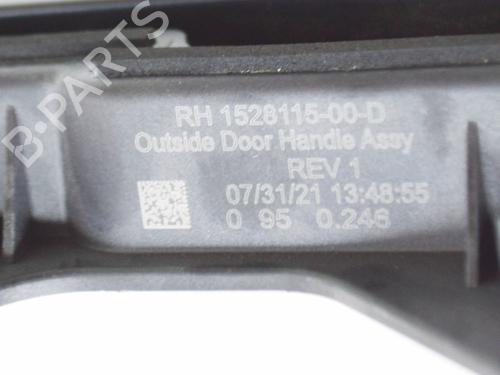 RH 1528115-00-D
Outside Door Handle Assy
REV 1
07/31/21 13:48:55
0 95 0.246
B-PARTS